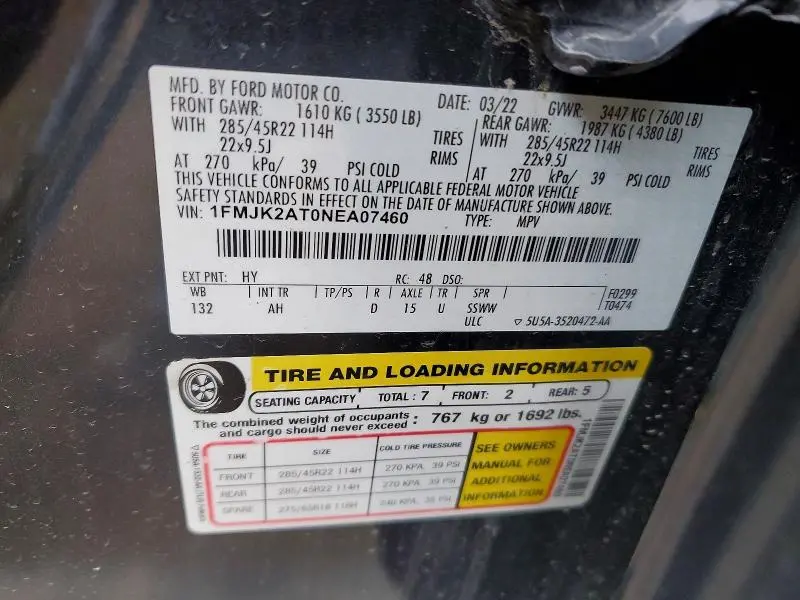 MFD. BY FORD MOTOR CO.
DATE: 03/22 GVWR: 3447 KG ( 7600 LB)
FRONT GAWR: 1610 KG ( 3550 LB)
REAR GAWR: 1987 KG ( 4380 LB)
WITH 285/45R22 114H TIRES
WITH 285/45R22 114H TIRES
22x9.5J RIMS
22x9.5J RIMS
AT 270 kPa/ 39 PSI COLD
AT 270 kPa/ 39 PSI COLD
THIS VEHICLE CONFORMS TO ALL APPLICABLE FEDERAL MOTOR VEHICLE
SAFETY STANDARDS IN EFFECT ON THE DATE OF MANUFACTURE SHOWN ABOVE.
VIN: 1FMJK2AT0NEA07460 TYPE: MPV
EXT PNT: HY RC: 48 DSO:
WB INT TR TP/PS R AXLE TR SPR F0299
132 AH D 15 U SSWW T0474
ULC ▽ 5U5A-3520472-AA
TIRE AND LOADING INFORMATION
SEATING CAPACITY TOTAL : 7 FRONT: 2 REAR: 5
The combined weight of occupants and cargo should never exceed : 767 kg or 1692 lbs.
TIRE SIZE COLD TIRE PRESSURE
FRONT 285/45R22 114H 270 KPA, 39 PSI
REAR 285/45R22 114H 270 KPA, 39 PSI
SPARE
SEE OWNERS
MANUAL FOR
ADDITIONAL
INFORMATION